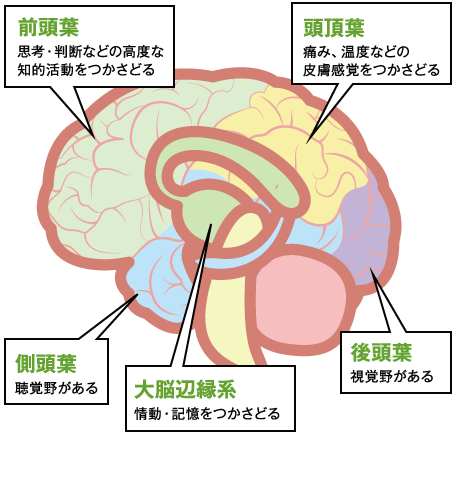 前頭葉
思考・判断などの高度な
知的活動をつかさどる
頭頂葉
痛み、温度などの
皮膚感覚をつかさどる
側頭葉
聴覚野がある
大脳辺縁系
情動・記憶をつかさどる
後頭葉
視覚野がある